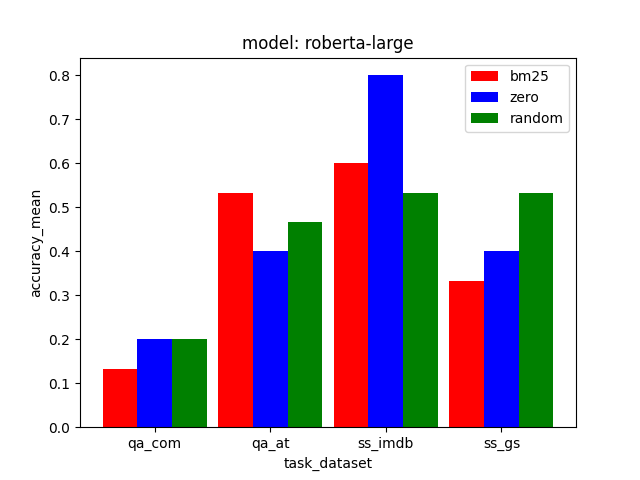 model: roberta-large
bm25
zero
random
accuracy_mean
0.8
0.7
0.6
0.5
0.4
0.3
0.2
0.1
0.0
qa_com qa_at ss_imdb ss_gs
task_dataset